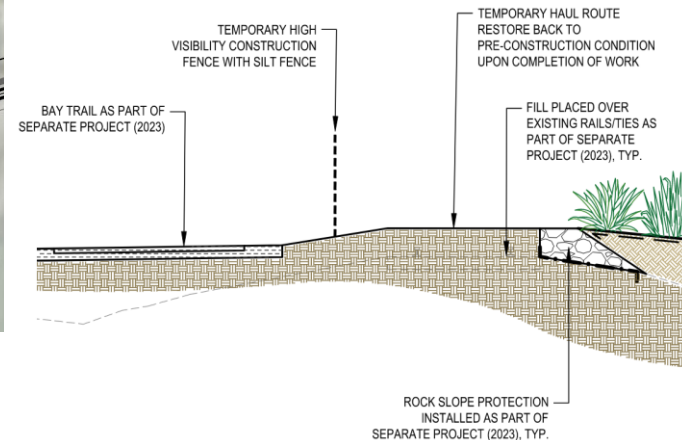 TEMPORARY HIGH
VISIBILITY CONSTRUCTION
FENCE WITH SILT FENCE
TEMPORARY HAUL ROUTE
RESTORE BACK TO
PRE-CONSTRUCTION CONDITION
UPON COMPLETION OF WORK
BAY TRAIL AS PART OF
SEPARATE PROJECT (2023)
FILL PLACED OVER
EXISTING RAILS/TIES AS
PART OF SEPARATE
PROJECT (2023), TYP.
ROCK SLOPE PROTECTION
INSTALLED AS PART OF
SEPARATE PROJECT (2023), TYP.